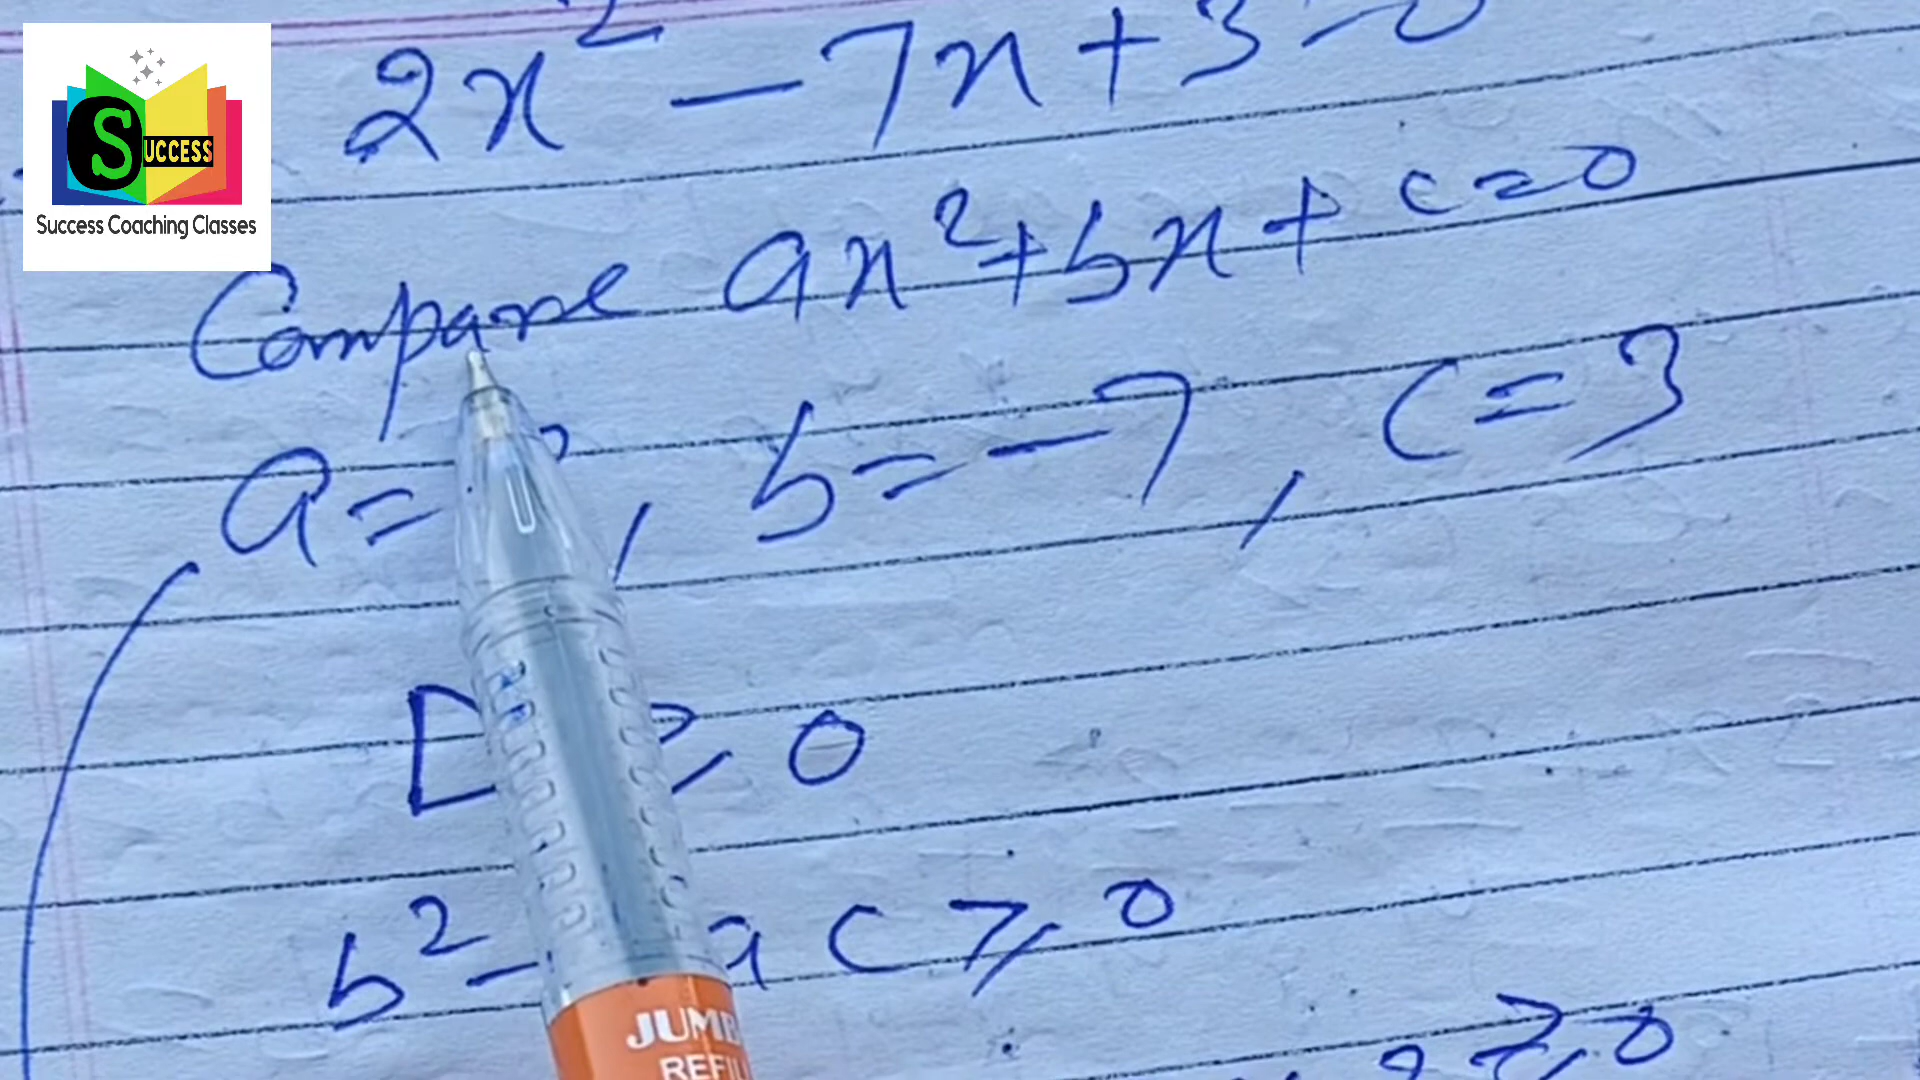 2x² - 7x + 3 = 0
SUCCESS
Success Coaching Classes
Compare ax² + bx + c = 0
a = , b = -7, c = 3
D ≥ 0
b² - ac ≥ 0
≥ 0
JUMB
REFIL